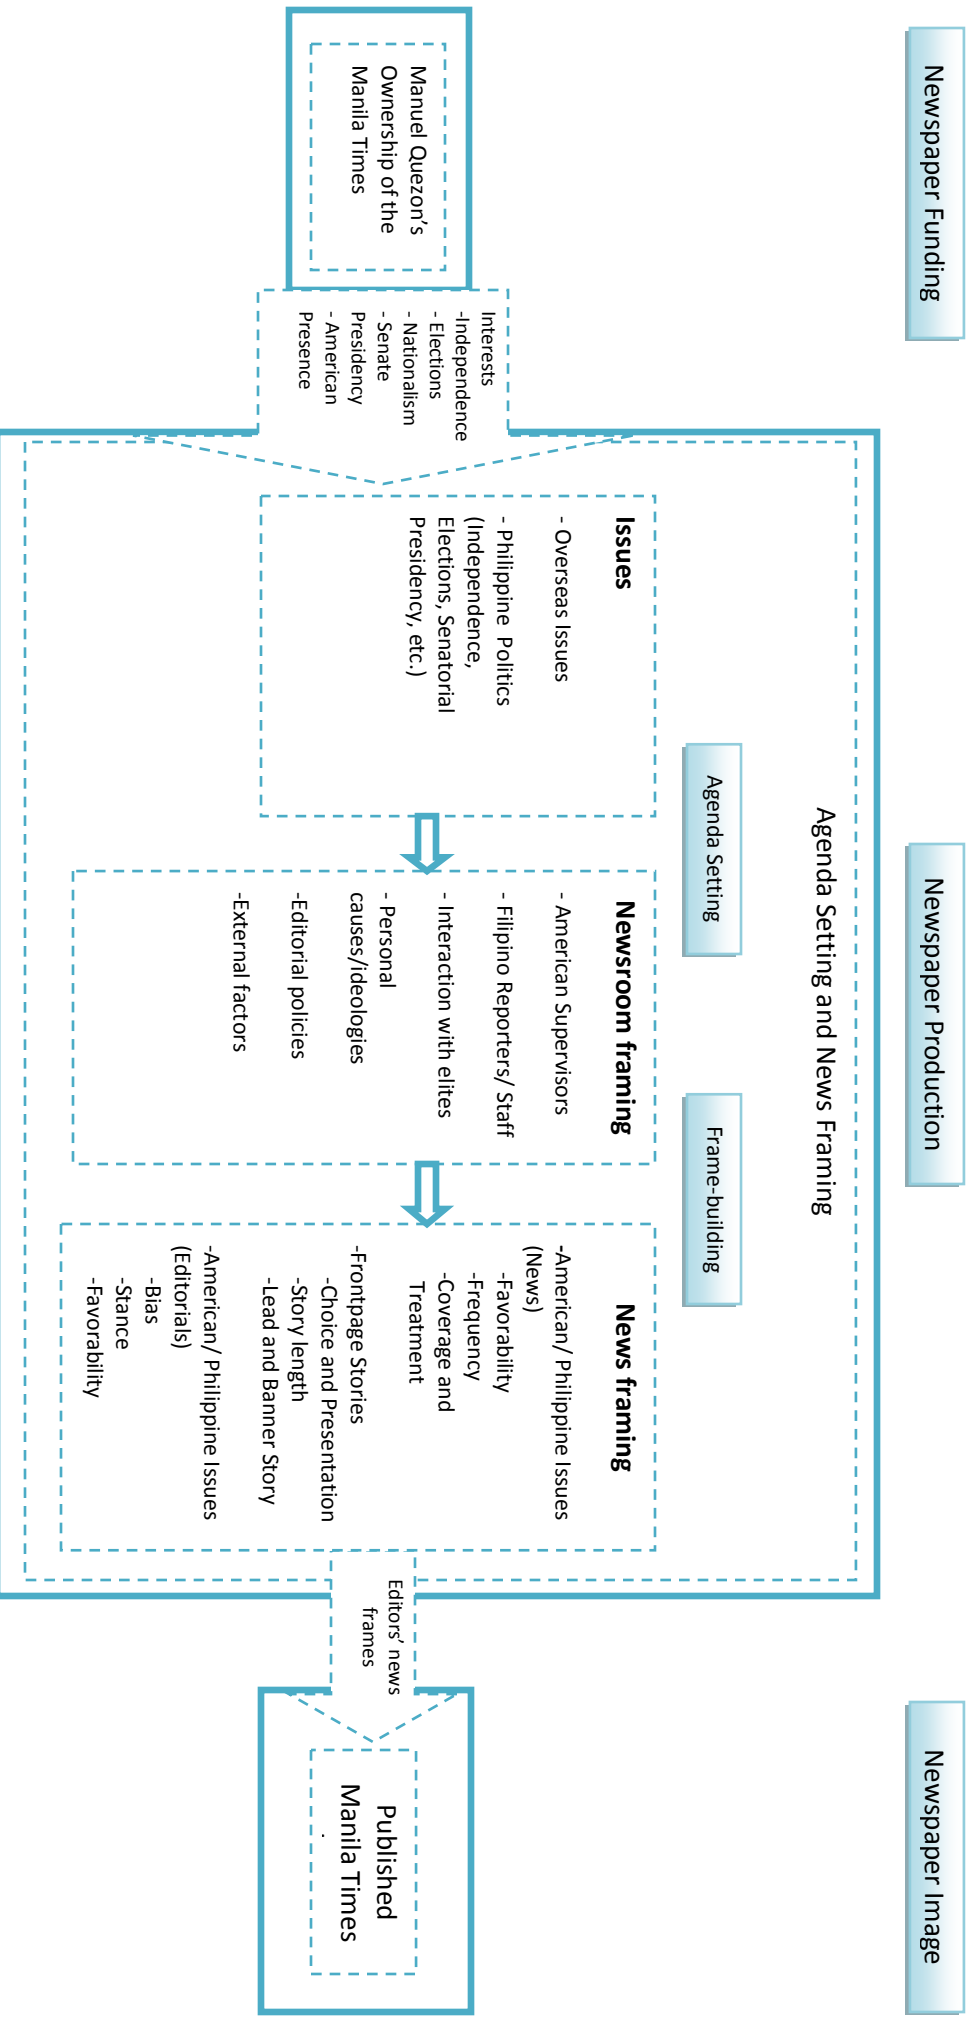 Newspaper Funding
Newspaper Production
Newspaper Image
Manuel Quezon’s
Ownership of the
Manila Times
Interests
-Independence
- Elections
- Nationalism
- Senate
Presidency
- American
Presence
Agenda Setting and News Framing
Agenda Setting
Frame-building
Issues
- Overseas Issues
- Philippine Politics
(Independence,
Elections, Senatorial
Presidency, etc.)
Newsroom framing
- American Supervisors
- Filipino Reporters/ Staff
- Interaction with elites
- Personal
causes/ideologies
-Editorial policies
-External factors
News framing
-American/ Philippine Issues
(News)
-Favorability
-Frequency
-Coverage and
Treatment
-Frontpage Stories
-Choice and Presentation
-Story length
-Lead and Banner Story
-American/ Philippine Issues
(Editorials)
-Bias
-Stance
-Favorability
Editors’ news
frames
Published
Manila Times
.